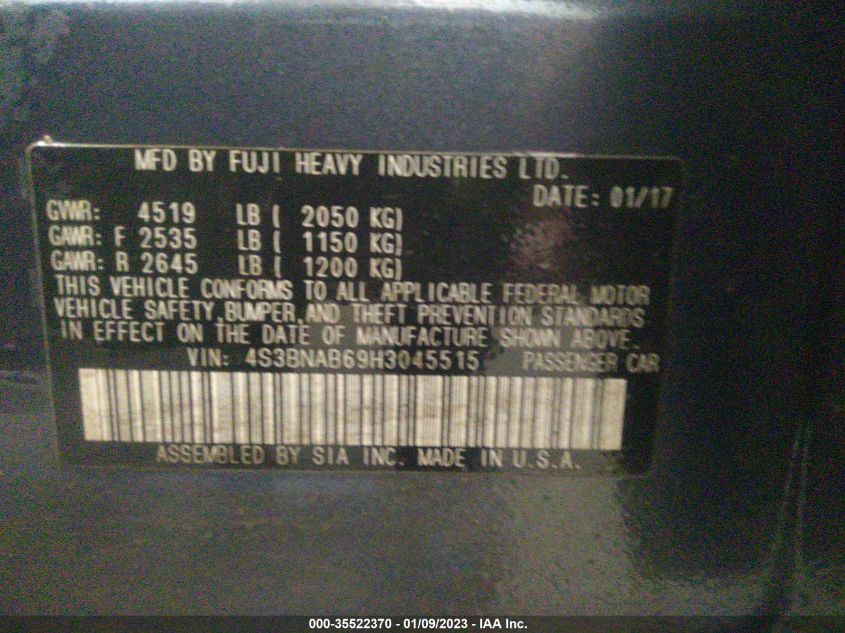 MFD BY FUJI HEAVY INDUSTRIES LTD.
DATE: 01/17
GVWR: 4519 LB ( 2050 KG)
GAWR: F 2535 LB ( 1150 KG)
GAWR: R 2645 LB ( 1200 KG)
THIS VEHICLE CONFORMS TO ALL APPLICABLE FEDERAL MOTOR
VEHICLE SAFETY,BUMPER,AND THEFT PREVENTION STANDARDS
IN EFFECT ON THE DATE OF MANUFACTURE SHOWN ABOVE.
VIN: 4S3BNAB69H3045515 PASSENGER CAR
ASSEMBLED BY SIA INC. MADE IN U.S.A.
000-35522370 - 01/09/2023 - IAA Inc.